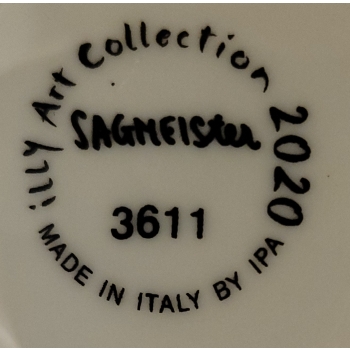 illy Art Collection 2020
SAGMEISter
3611
MADE IN ITALY BY IPA